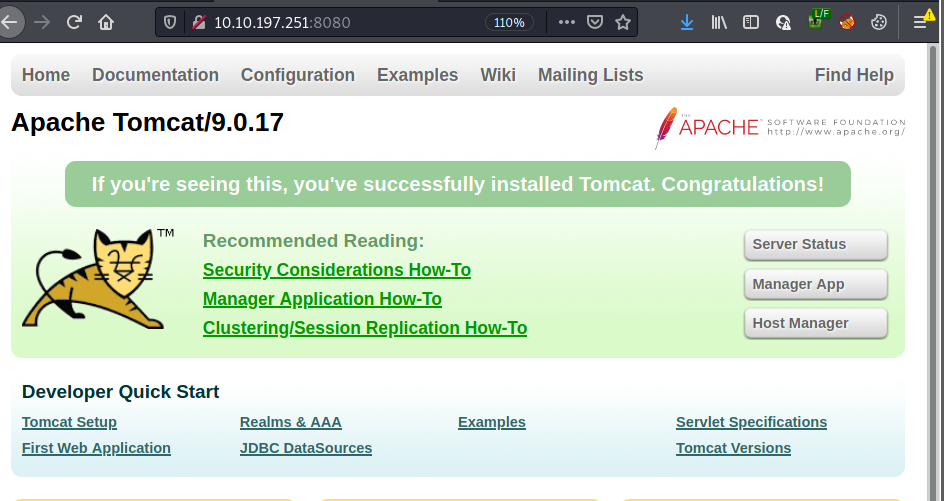 10.10.197.251:8080 110% L/F
Home Documentation Configuration Examples Wiki Mailing Lists Find Help
Apache Tomcat/9.0.17
THE APACHE™ SOFTWARE FOUNDATION
http://www.apache.org/
If you're seeing this, you've successfully installed Tomcat. Congratulations!
TM
Recommended Reading:
Security Considerations How-To
Manager Application How-To
Clustering/Session Replication How-To
Server Status
Manager App
Host Manager
Developer Quick Start
Tomcat Setup Realms & AAA Examples Servlet Specifications
First Web Application JDBC DataSources Tomcat Versions